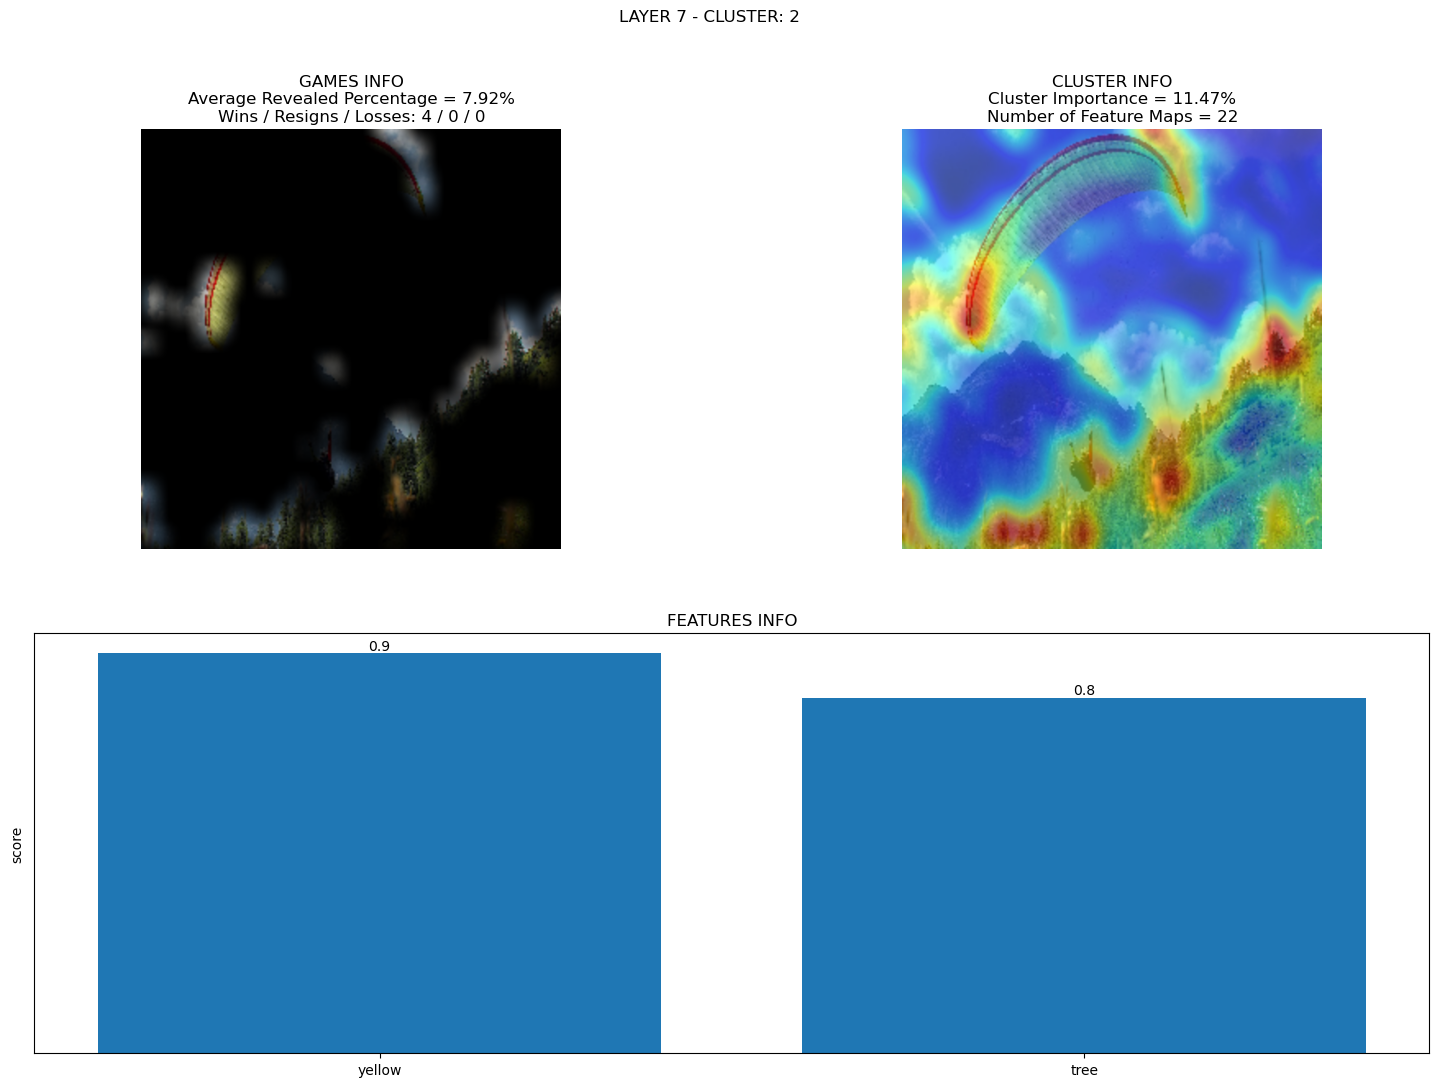 LAYER 7 - CLUSTER: 2
GAMES INFO
Average Revealed Percentage = 7.92%
Wins / Resigns / Losses: 4 / 0 / 0
CLUSTER INFO
Cluster Importance = 11.47%
Number of Feature Maps = 22
FEATURES INFO
score
0.9
0.8
yellow
tree